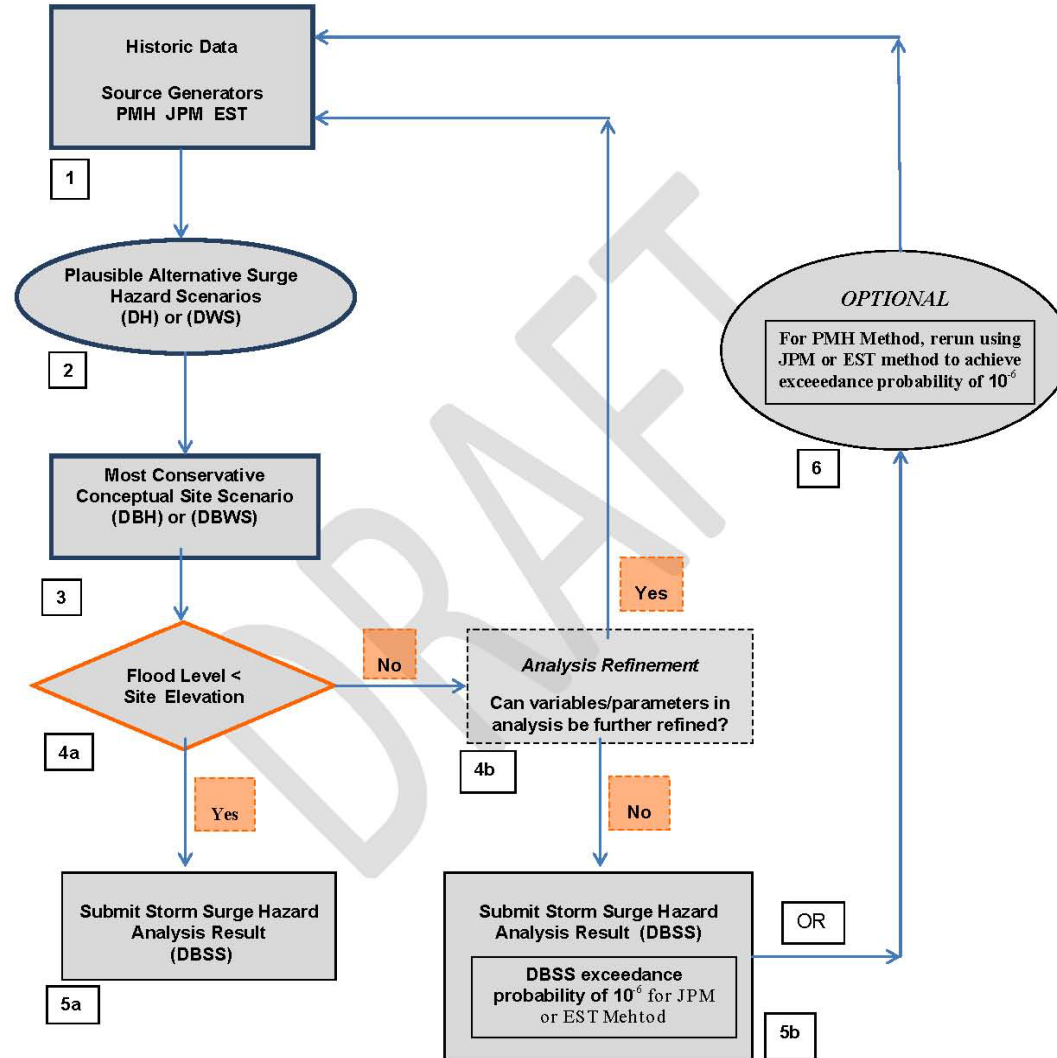 Historic Data
Source Generators
PMH JPM EST
1
Plausible Alternative Surge
Hazard Scenarios
(DH) or (DWS)
2
Most Conservative
Conceptual Site Scenario
(DBH) or (DBWS)
3
Flood Level <
Site Elevation
4a
No
Yes
Analysis Refinement
Can variables/parameters in
analysis be further refined?
4b
Yes
No
Submit Storm Surge Hazard
Analysis Result
(DBSS)
5a
Submit Storm Surge Hazard
Analysis Result (DBSS)
DBSS exceedance
probability of 10-6 for JPM
or EST Mehtod
5b
OR
OPTIONAL
For PMH Method, rerun using
JPM or EST method to achieve
exceeedance probability of 10-6
6
DRAFT